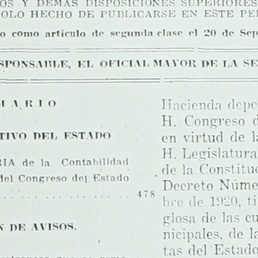 OS Y DEMAS DISPOSICIONES SUPERIORES
OLO HECHO DE PUBLICARSE EN ESTE PE
o como artículo de segunda clase el 20 de Sep
SPONSABLE, EL OFICIAL MAYOR DE LA SE
MARIO
TIVO DEL ESTADO
RIA de la Contabilidad
del Congreso del Estado
478
N DE AVISOS.
Hacienda depe
H. Congreso d
en virtud de la
H. Legislatura
de la Constituc
Decreto Núme
bre de 1920, ti
glosa de las cu
nicipales, de la
tas del Estado